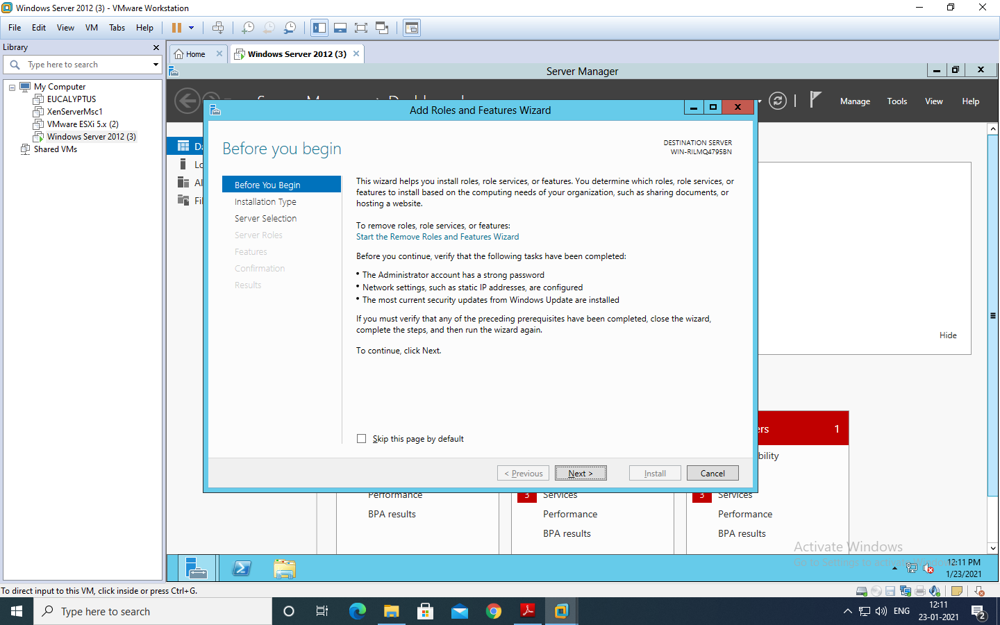 Windows Server 2012 (3) - VMware Workstation
File Edit View VM Tabs Help
Library
Type here to search
My Computer
EUCALYPTUS
XenServerMsc1
VMware ESXi 5.x (2)
Windows Server 2012 (3)
Shared VMs
Home
Windows Server 2012 (3)
Server Manager
Manage Tools View Help
Add Roles and Features Wizard
Before you begin
DESTINATION SERVER
WIN-RILMQ4795BN
Before You Begin
Installation Type
Server Selection
Server Roles
Features
Confirmation
Results
This wizard helps you install roles, role services, or features. You determine which roles, role services, or
features to install based on the computing needs of your organization, such as sharing documents, or
hosting a website.
To remove roles, role services, or features:
Start the Remove Roles and Features Wizard
Before you continue, verify that the following tasks have been completed:
• The Administrator account has a strong password
• Network settings, such as static IP addresses, are configured
• The most current security updates from Windows Update are installed
If you must verify that any of the preceding prerequisites have been completed, close the wizard,
complete the steps, and then run the wizard again.
To continue, click Next.
Skip this page by default
< Previous Next > Install Cancel
Hide
ers 1
bility
Performance 3 Services 3 Services
BPA results Performance Performance
BPA results BPA results
Activate Windows
Go to Settings to activate
12:11 PM
1/23/2021
To direct input to this VM, click inside or press Ctrl+G.
Type here to search
ENG
12:11
23-01-2021
2